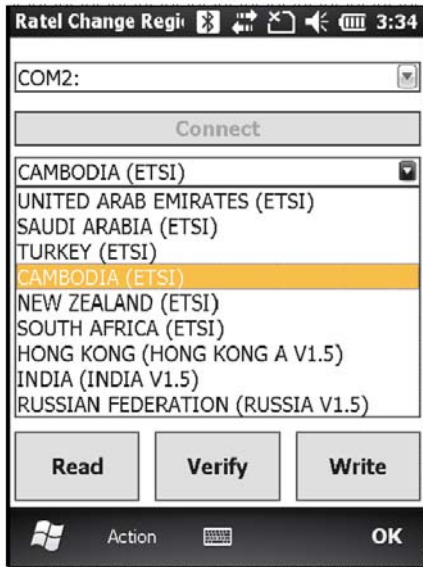 Ratel Change Regi 3:34
COM2:
Connect
CAMBODIA (ETSI)
UNITED ARAB EMIRATES (ETSI)
SAUDI ARABIA (ETSI)
TURKEY (ETSI)
CAMBODIA (ETSI)
NEW ZEALAND (ETSI)
SOUTH AFRICA (ETSI)
HONG KONG (HONG KONG A V1.5)
INDIA (INDIA V1.5)
RUSSIAN FEDERATION (RUSSIA V1.5)
Read Verify Write
Action OK